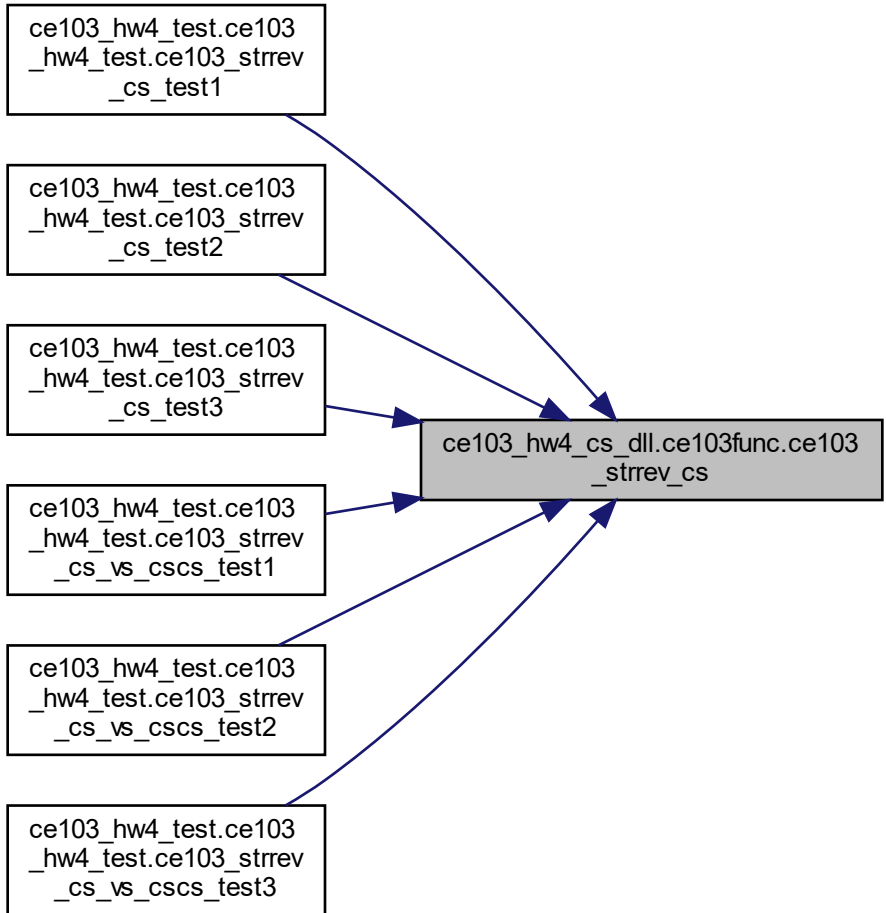 ce103_hw4_test.ce103
_hw4_test.ce103_strrev
_cs_test1
ce103_hw4_test.ce103
_hw4_test.ce103_strrev
_cs_test2
ce103_hw4_test.ce103
_hw4_test.ce103_strrev
_cs_test3
ce103_hw4_cs_dll.ce103func.ce103
_strrev_cs
ce103_hw4_test.ce103
_hw4_test.ce103_strrev
_cs_vs_cscs_test1
ce103_hw4_test.ce103
_hw4_test.ce103_strrev
_cs_vs_cscs_test2
ce103_hw4_test.ce103
_hw4_test.ce103_strrev
_cs_vs_cscs_test3